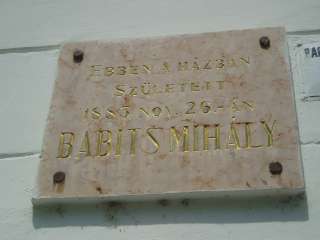 EBBEN A HÁZBAN
SZÜLETETT
1883 NOV. 26-ÁN
BABITS MIHÁLY